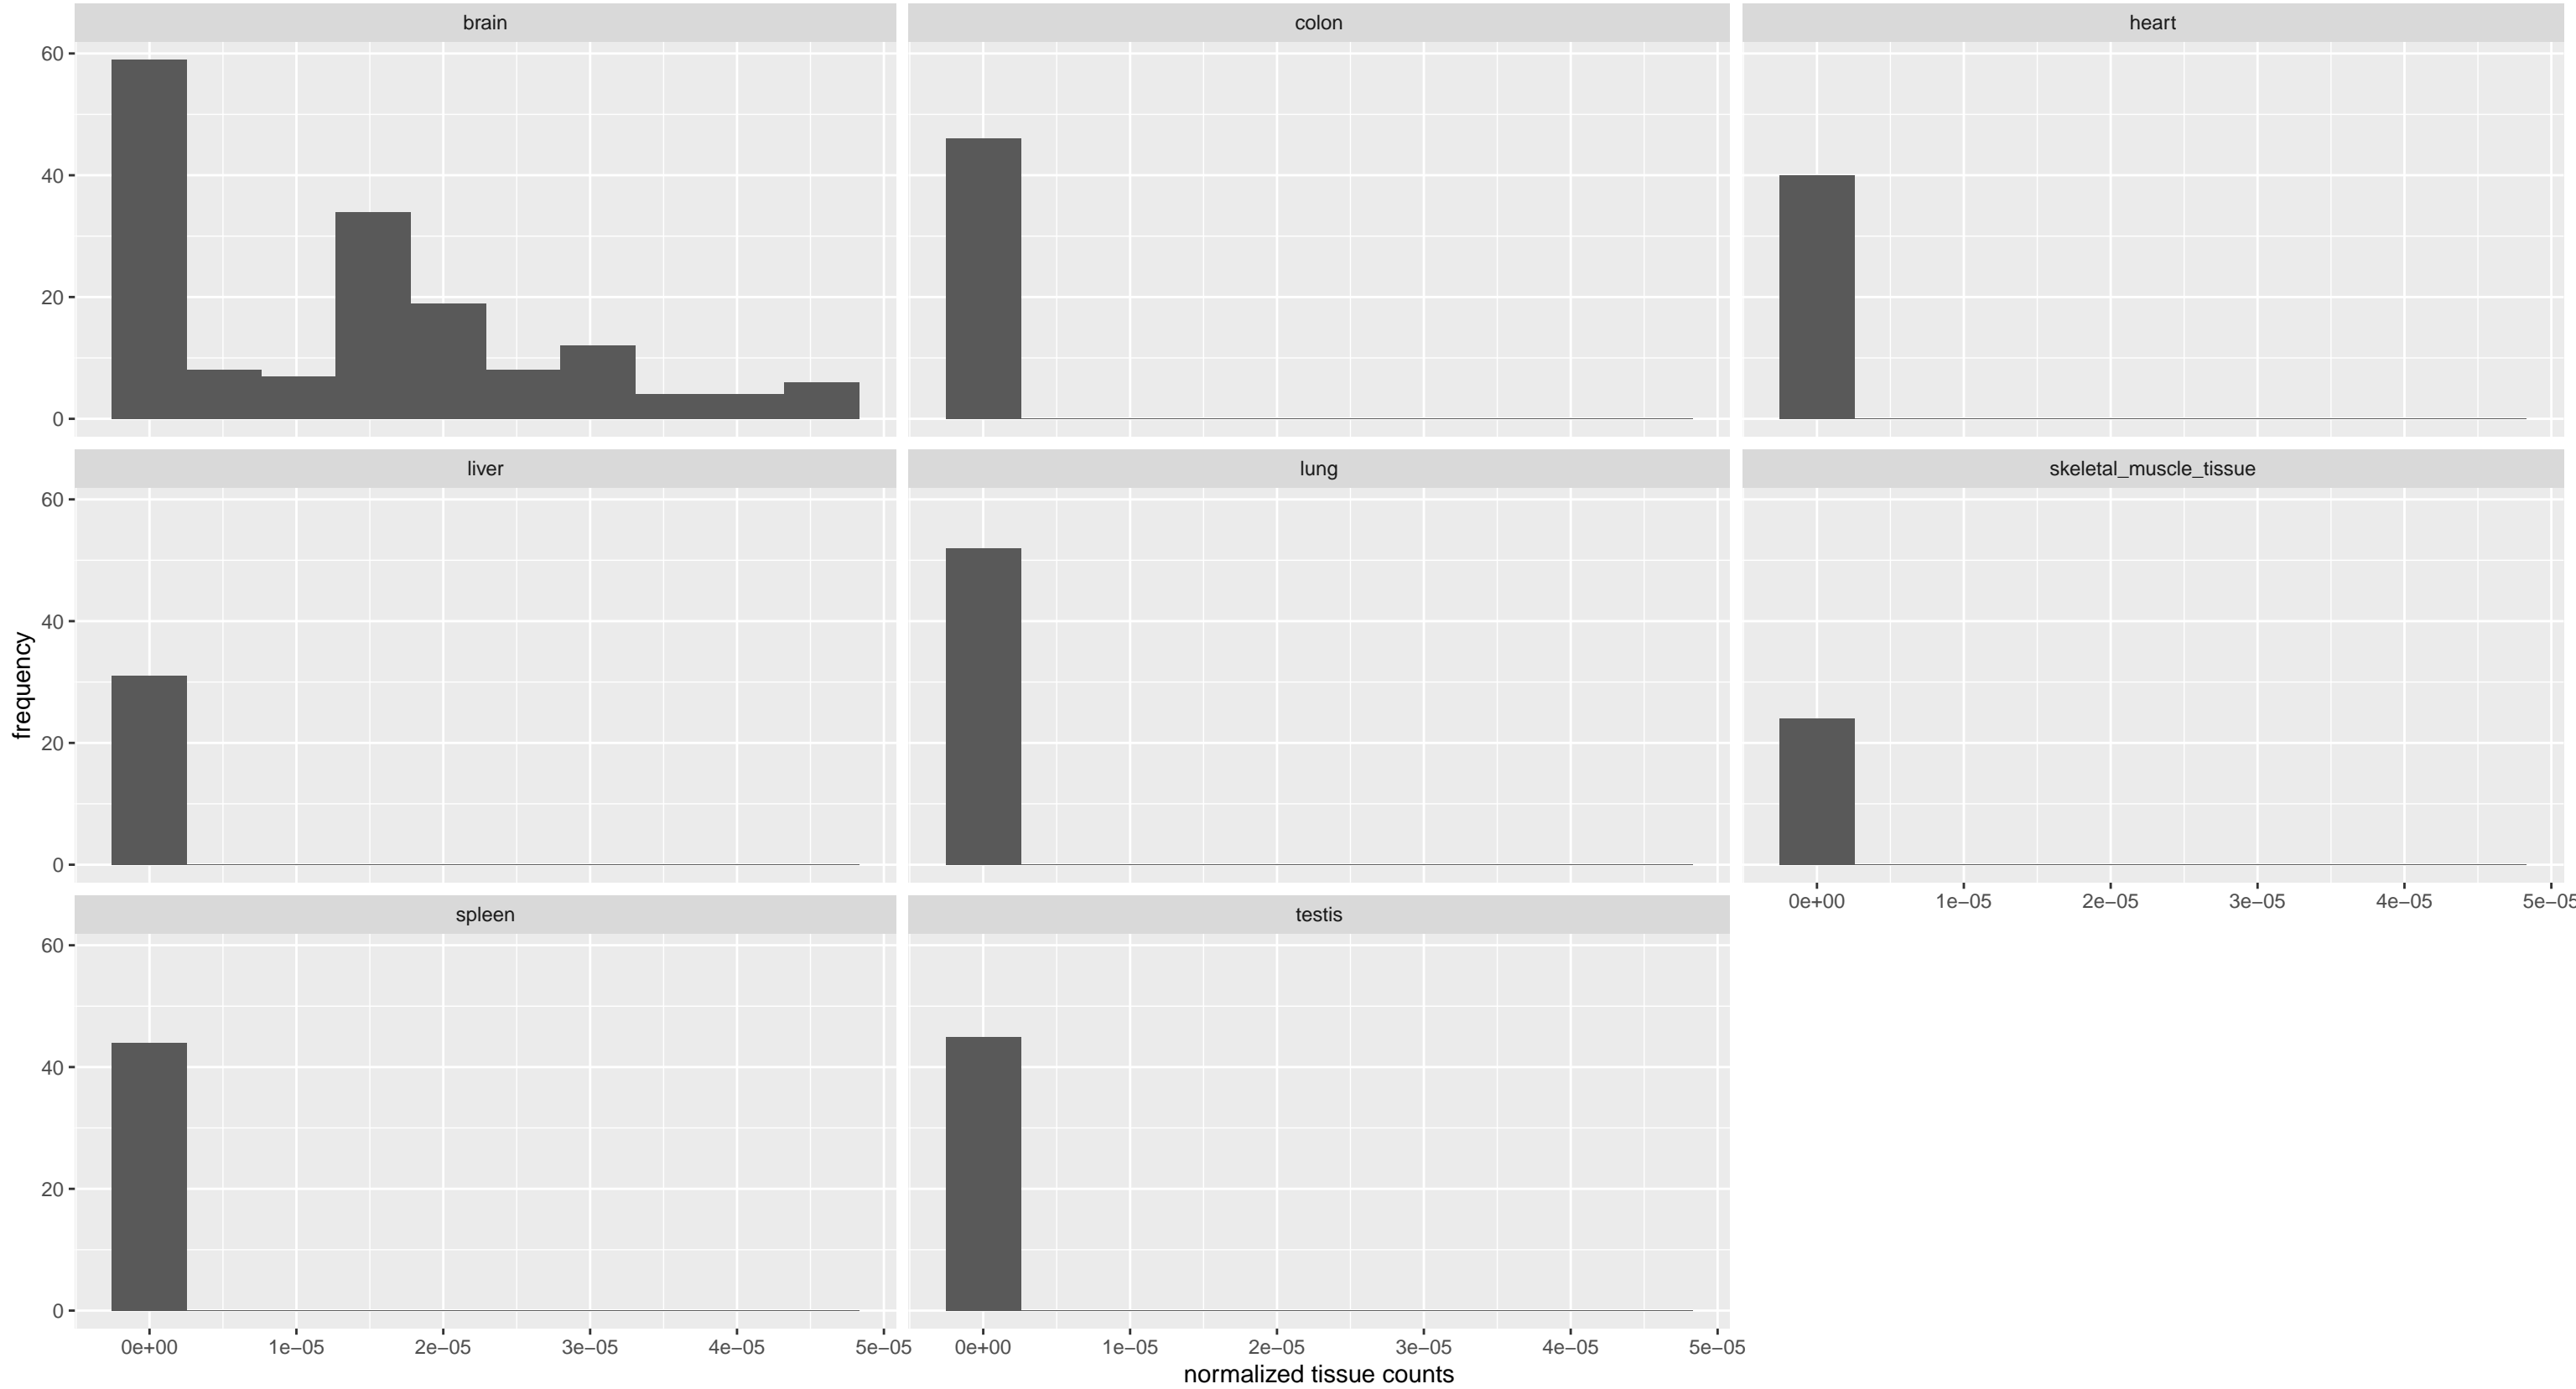 brain
colon
heart
60
40
20
0
liver
lung
skeletal_muscle_tissue
60
40
20
0
0e+00 1e−05 2e−05 3e−05 4e−05 5e−05
spleen
testis
60
40
20
0
0e+00 1e−05 2e−05 3e−05 4e−05 5e−05
0e+00 1e−05 2e−05 3e−05 4e−05 5e−05
normalized tissue counts
frequency